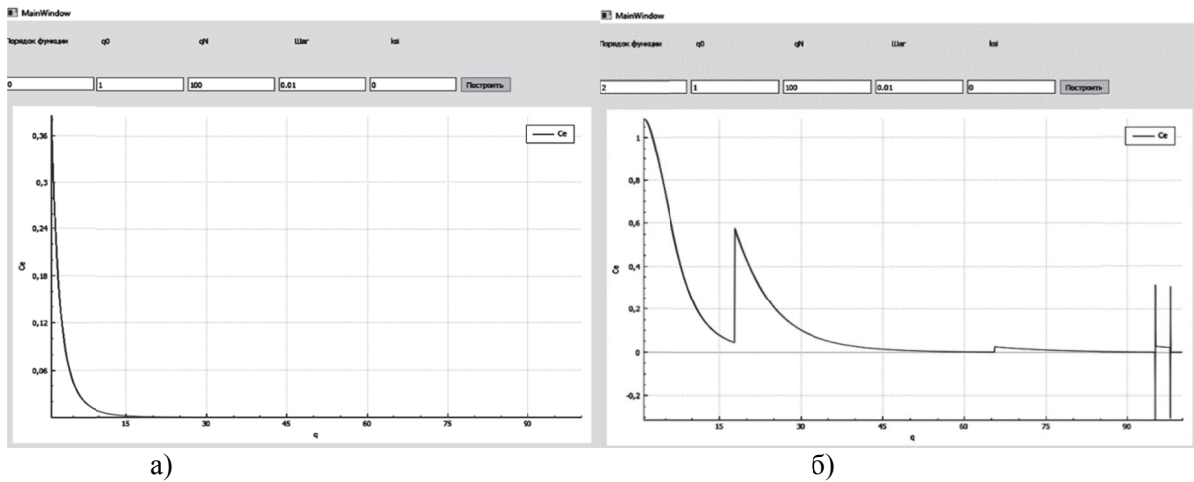 MainWindow
Порядок функции q0 qN Шаг ksi
0 1 100 0.01 0 Построить
Ce
0,36
0,3
0,24
0,18
0,12
0,06
Ce
15 30 45 60 75 90
q
а)
MainWindow
Порядок функции q0 qN Шаг ksi
2 1 100 0.01 0 Построить
Ce
1
0,8
0,6
0,4
0,2
0
-0,2
Ce
15 30 45 60 75 90
q
б)